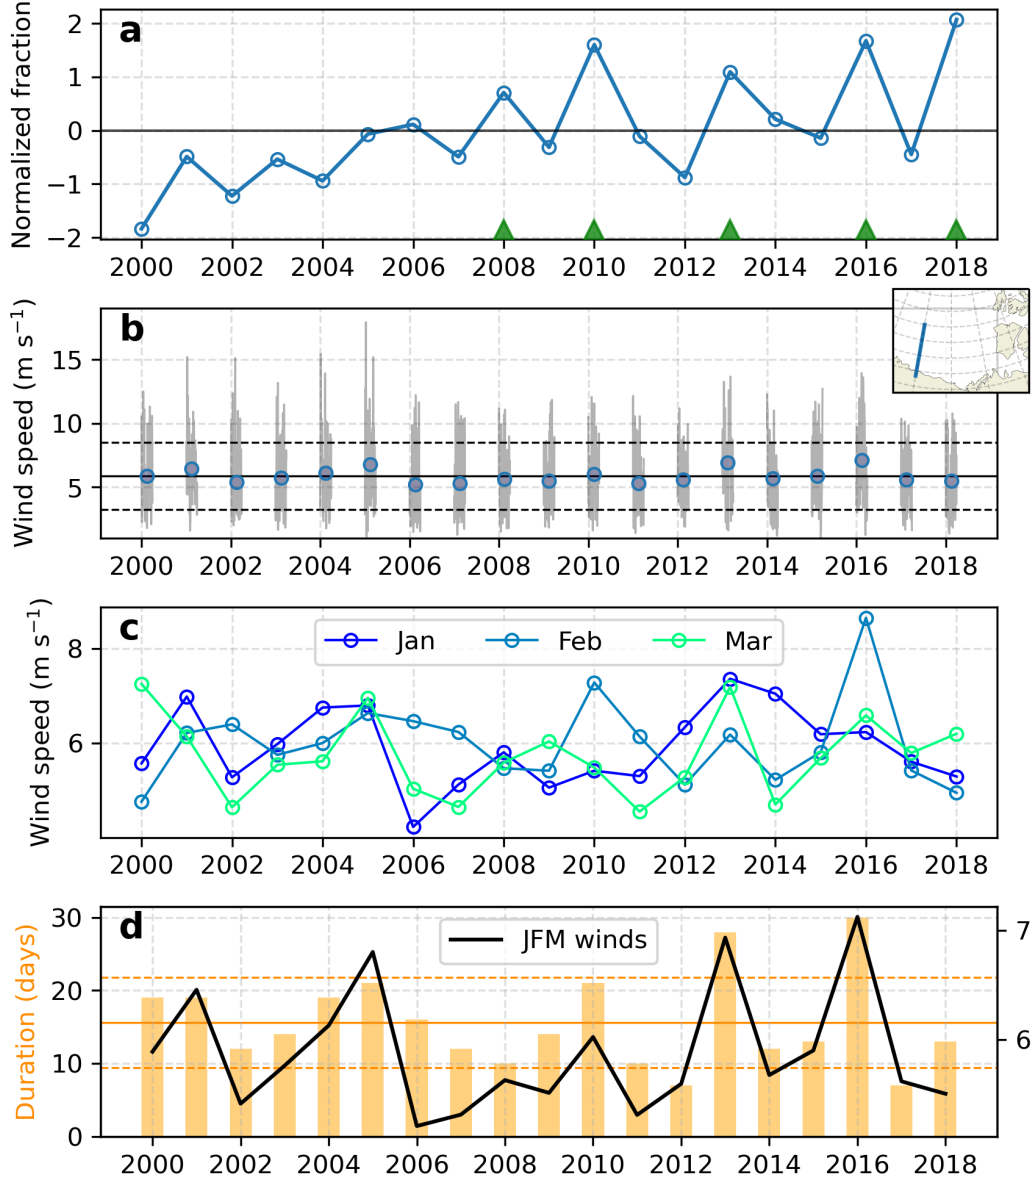 a
Normalized fraction
2
1
0
−1
−2
2000 2002 2004 2006 2008 2010 2012 2014 2016 2018
b
Wind speed (m s−1)
15
10
5
2000 2002 2004 2006 2008 2010 2012 2014 2016 2018
c
Jan Feb Mar
Wind speed (m s−1)
8
6
2000 2002 2004 2006 2008 2010 2012 2014 2016 2018
d
JFM winds
Duration (days)
30
20
10
0
7
6
2000 2002 2004 2006 2008 2010 2012 2014 2016 2018